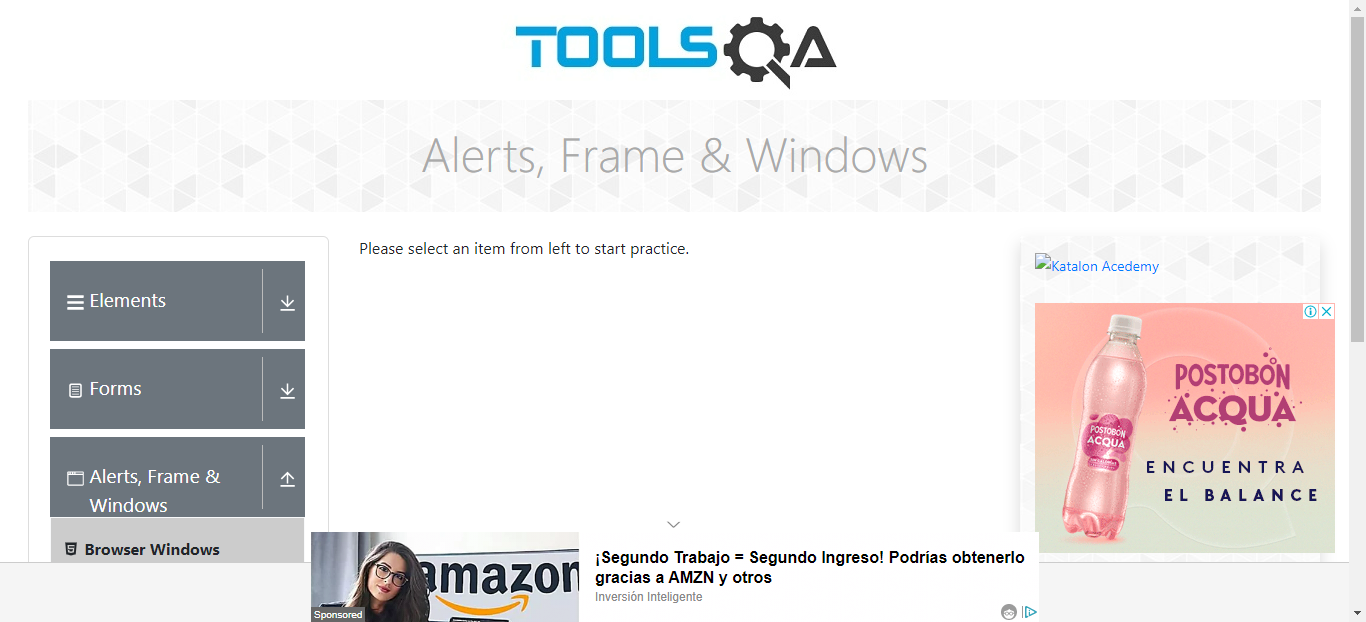 TOOLSQA
Alerts, Frame & Windows
Please select an item from left to start practice.
Elements
Forms
Alerts, Frame &
Windows
Browser Windows
Katalon Acedemy
POSTOBÓN
ACQUA
POSTOBÓN
ACQUA
ENCUENTRA
EL BALANCE
amazon
Sponsored
¡Segundo Trabajo = Segundo Ingreso! Podrías obtenerlo
gracias a AMZN y otros
Inversión Inteligente